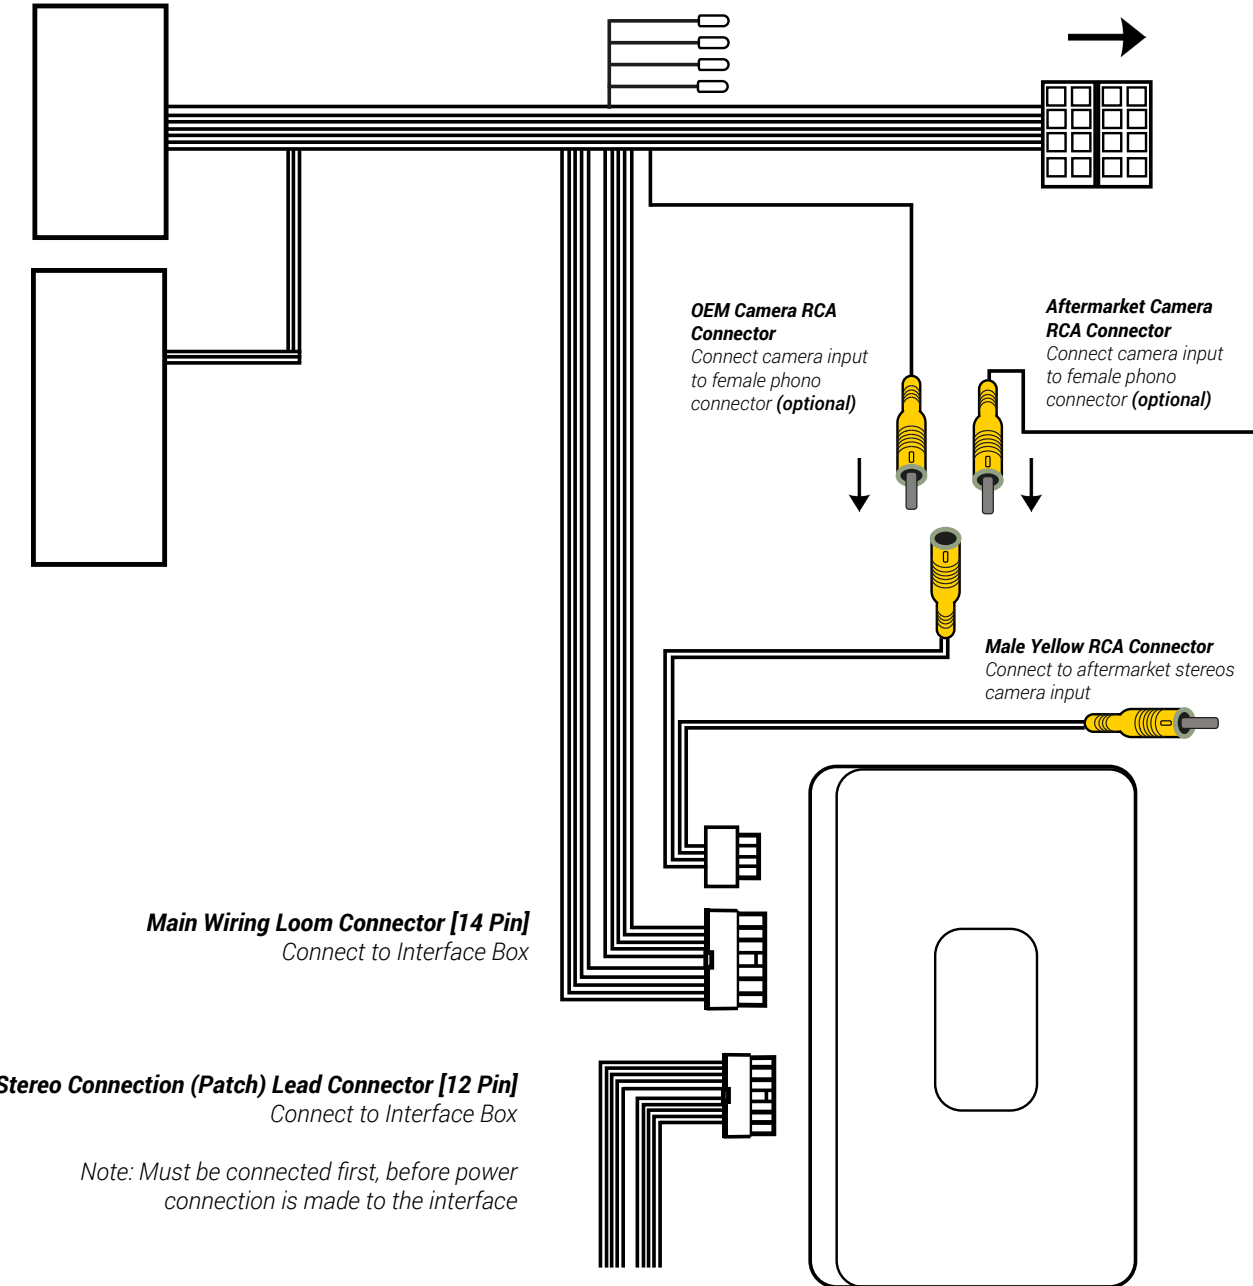 OEM Camera RCA
Connector
Connect camera input
to female phono
connector (optional)
Aftermarket Camera
RCA Connector
Connect camera input
to female phono
connector (optional)
Male Yellow RCA Connector
Connect to aftermarket stereos
camera input
Main Wiring Loom Connector [14 Pin]
Connect to Interface Box
Stereo Connection (Patch) Lead Connector [12 Pin]
Connect to Interface Box
Note: Must be connected first, before power
connection is made to the interface